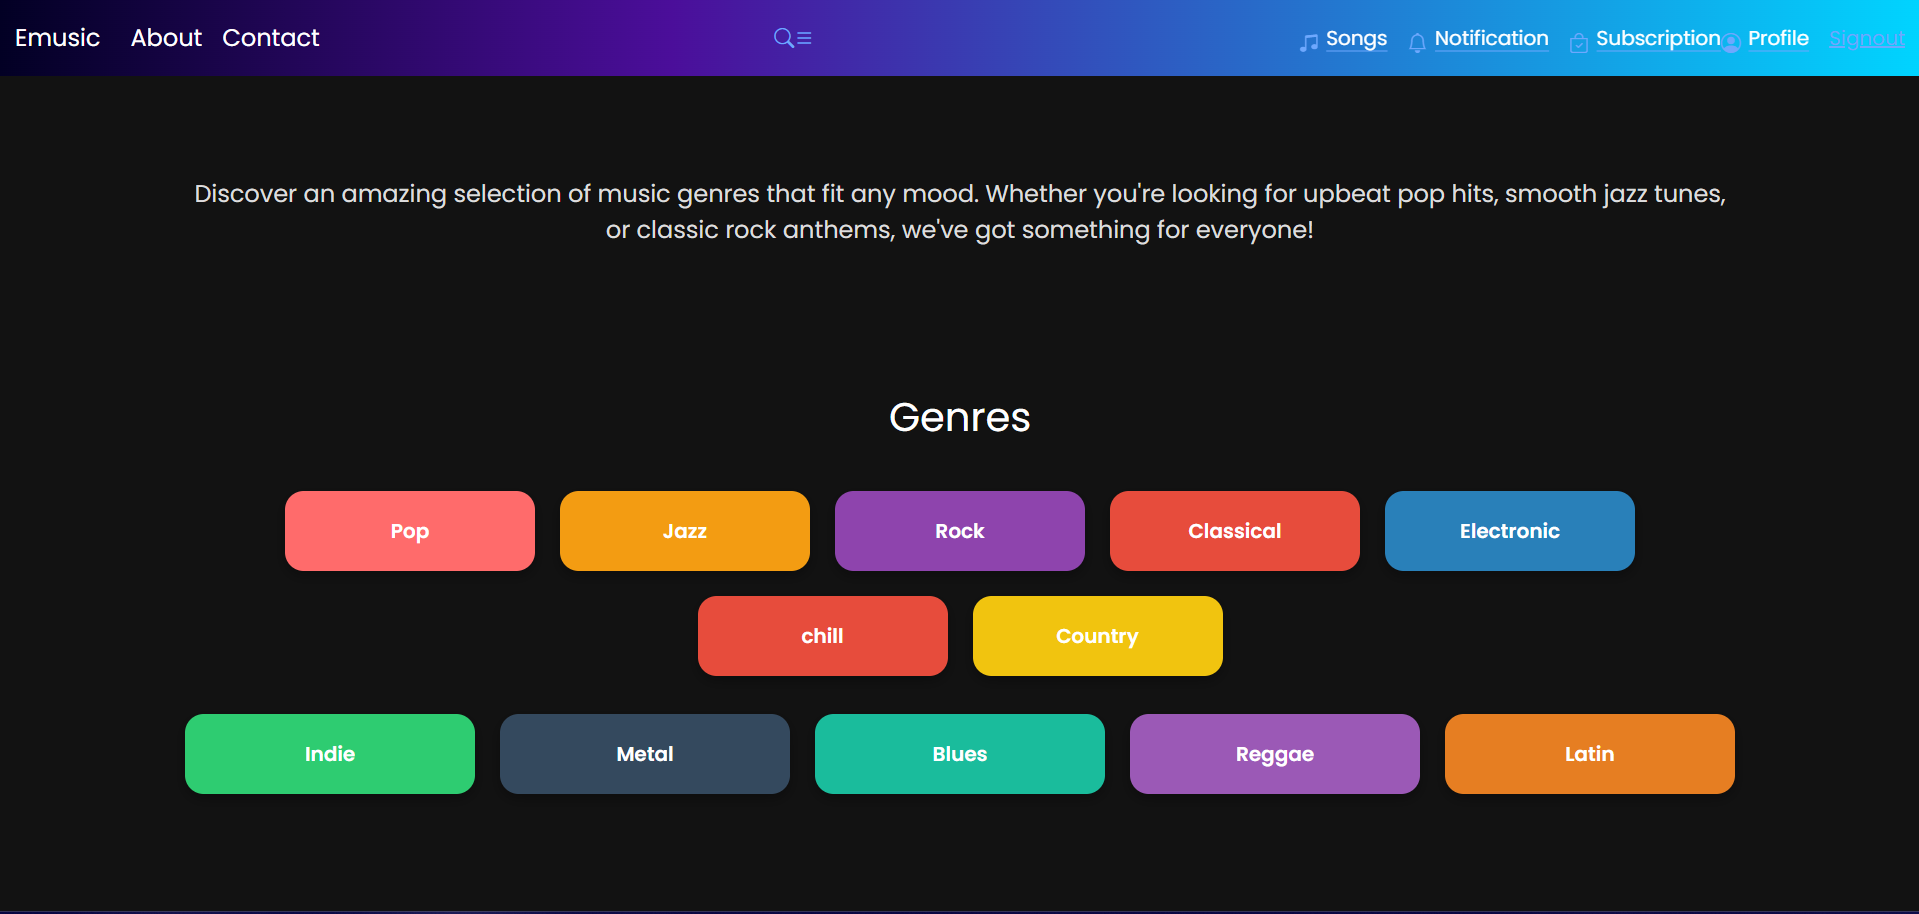 Emusic About Contact Songs Notification Subscription Profile Signout
Discover an amazing selection of music genres that fit any mood. Whether you're looking for upbeat pop hits, smooth jazz tunes,
or classic rock anthems, we've got something for everyone!
Genres
Pop Jazz Rock Classical Electronic
chill Country
Indie Metal Blues Reggae Latin